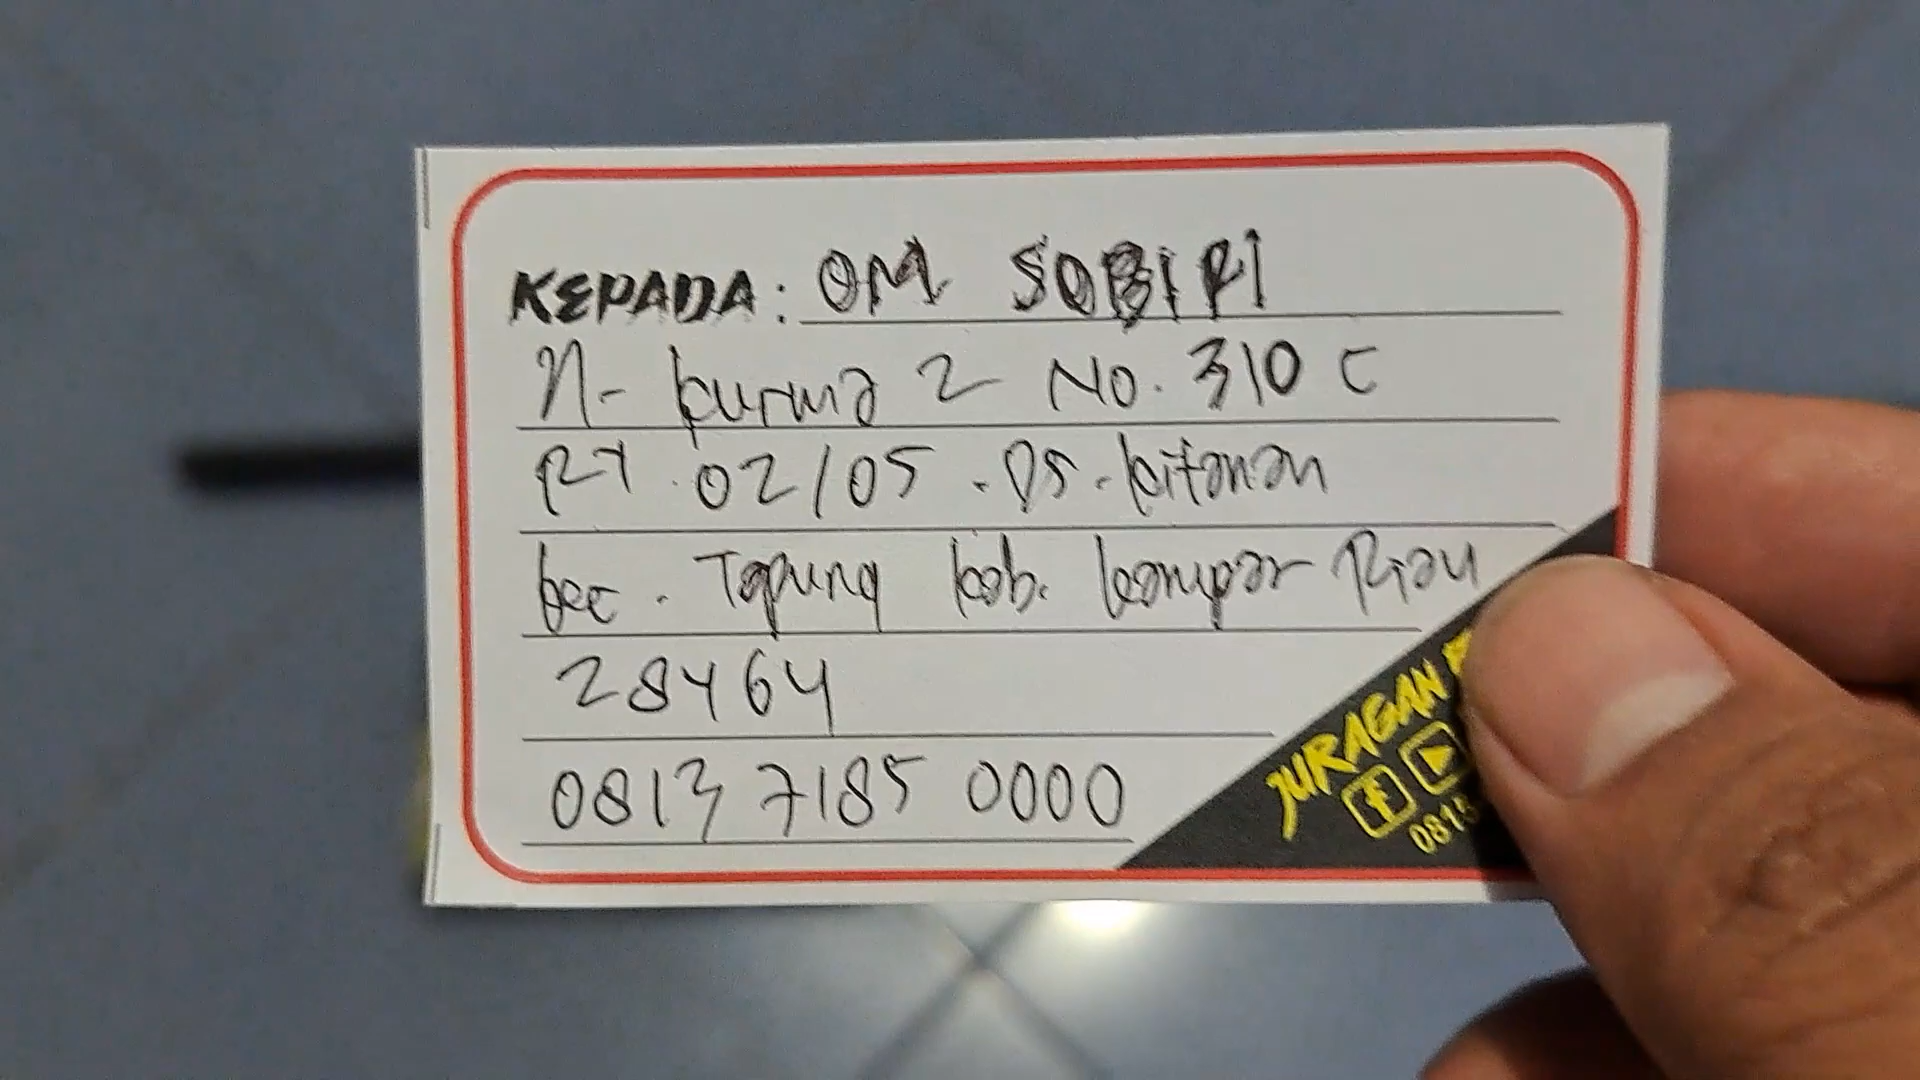 KEPADA: OM SOBIRI
Jl- kurma 2 No. 310 C
RT. 02/05. Ds. kitanan
kec. Tapung kab. kampar Riau
28464
0813 7185 0000
JURAGAN
081